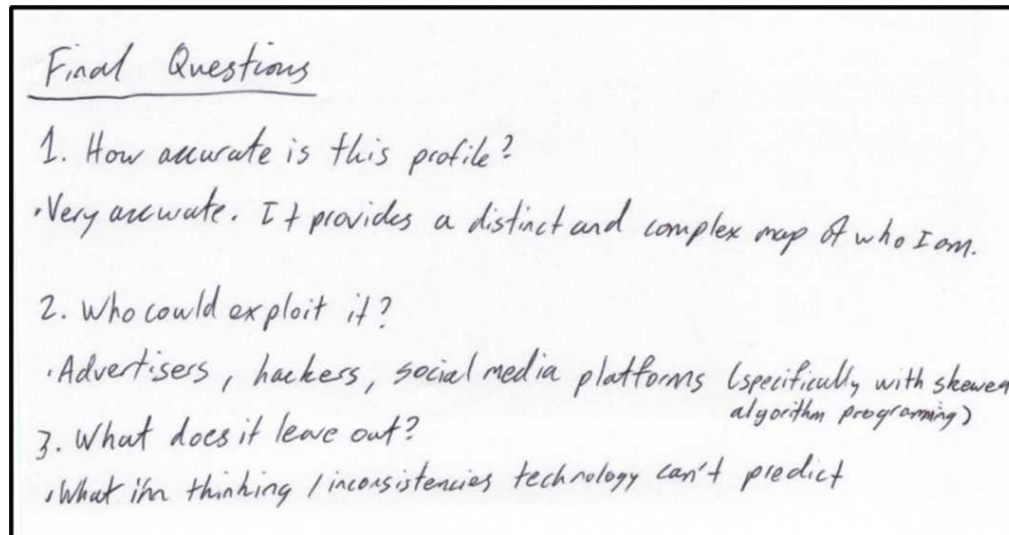 Final Questions
1. How accurate is this profile?
·Very accurate. It provides a distinct and complex map of who I am.
2. Who could exploit it?
·Advertisers, hackers, social media platforms (specifically with skewed
algorithm programing)
3. What does it leave out?
·What i'm thinking / inconsistencies technology can't predict